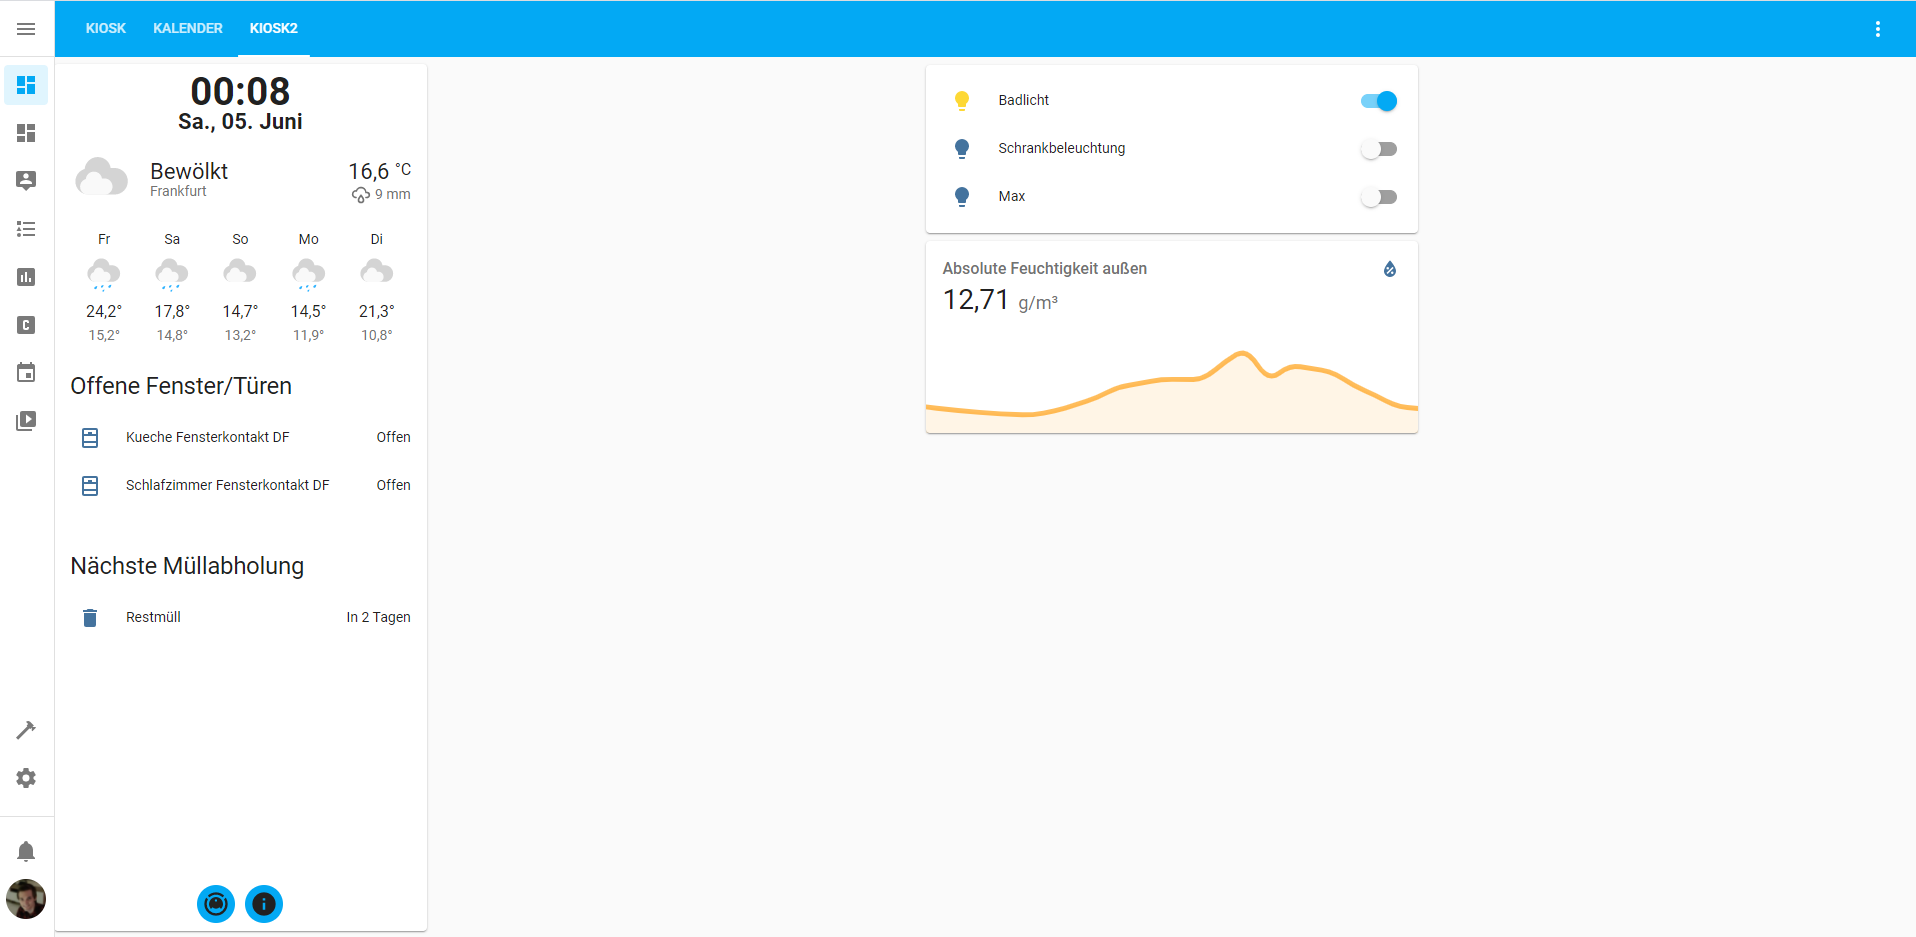 KIOSK KALENDER KIOSK2
00:08
Sa., 05. Juni
Bewölkt 16,6 °C
Frankfurt 9 mm
Fr Sa So Mo Di
24,2° 17,8° 14,7° 14,5° 21,3°
15,2° 14,8° 13,2° 11,9° 10,8°
Offene Fenster/Türen
Kueche Fensterkontakt DF Offen
Schlafzimmer Fensterkontakt DF Offen
Nächste Müllabholung
Restmüll In 2 Tagen
Badlicht
Schrankbeleuchtung
Max
Absolute Feuchtigkeit außen
12,71 g/m³